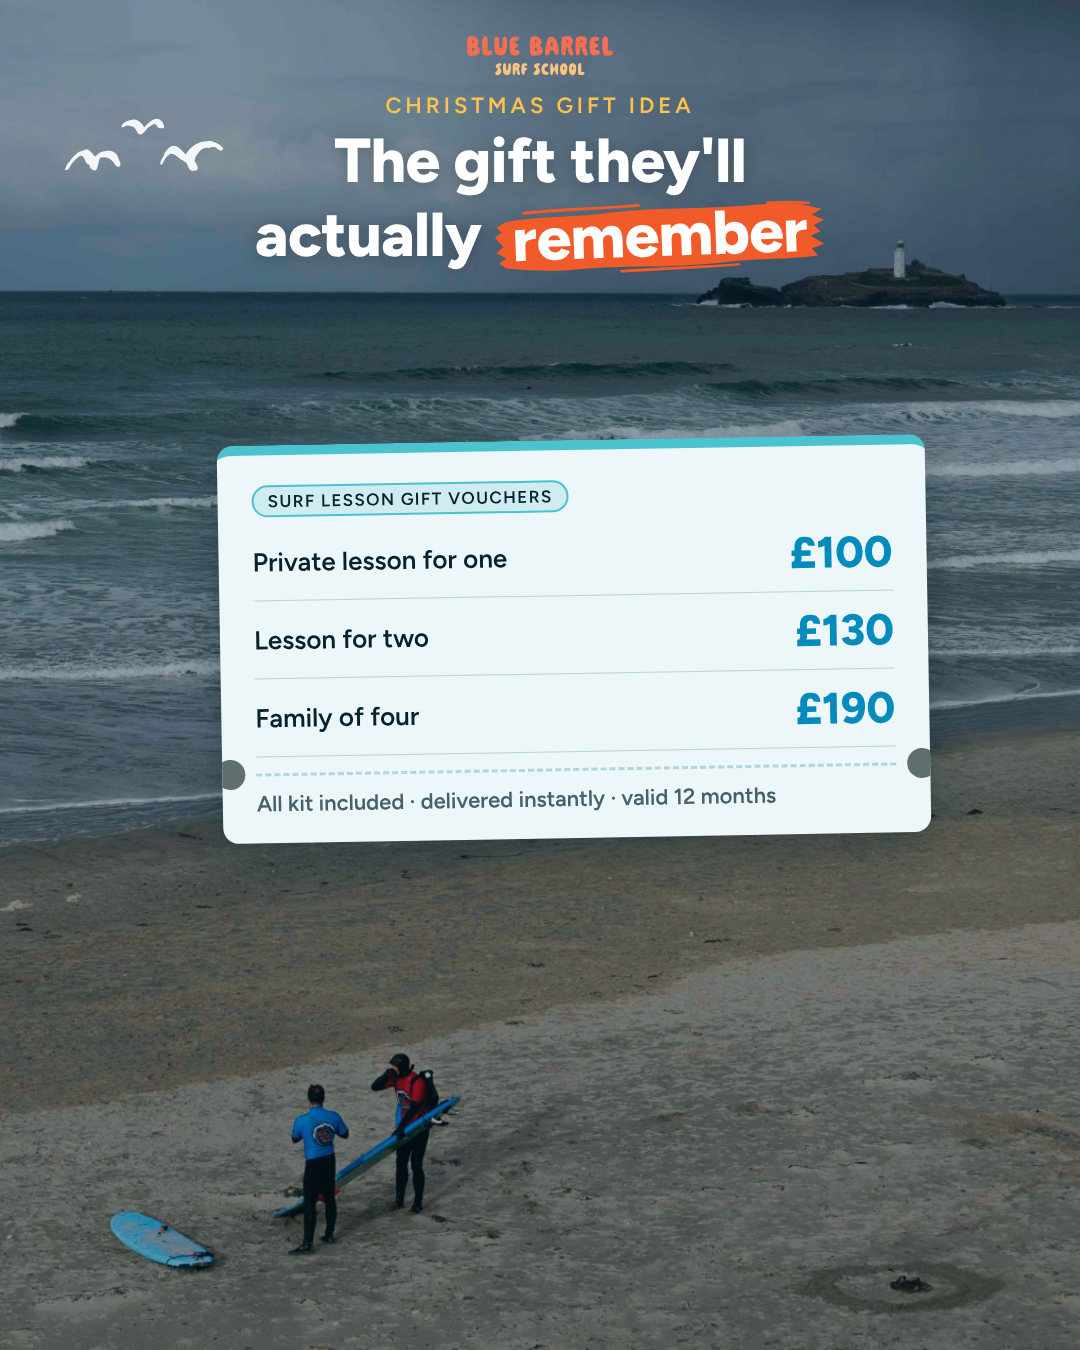 BLUE BARREL
SURF SCHOOL
CHRISTMAS GIFT IDEA
The gift they'll
actually remember
SURF LESSON GIFT VOUCHERS
Private lesson for one £100
Lesson for two £130
Family of four £190
All kit included · delivered instantly · valid 12 months